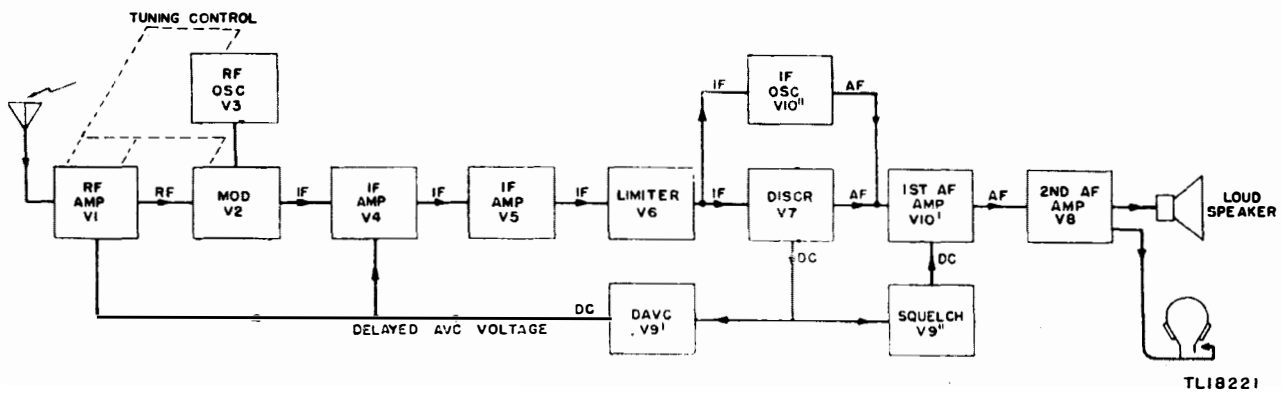 TUNING CONTROL
RF
OSC
V3
IF
OSC
V10"
IF
AF
RF
AMP
V1
RF
MOD
V2
IF
IF
AMP
V4
IF
IF
AMP
V5
IF
LIMITER
V6
IF
DISCR
V7
AF
1ST AF
AMP
V10'
AF
2ND AF
AMP
V8
LOUD
SPEAKER
DC
DC
DC
DAVC
V9'
SQUELCH
V9"
DELAYED AVC VOLTAGE
TL18221